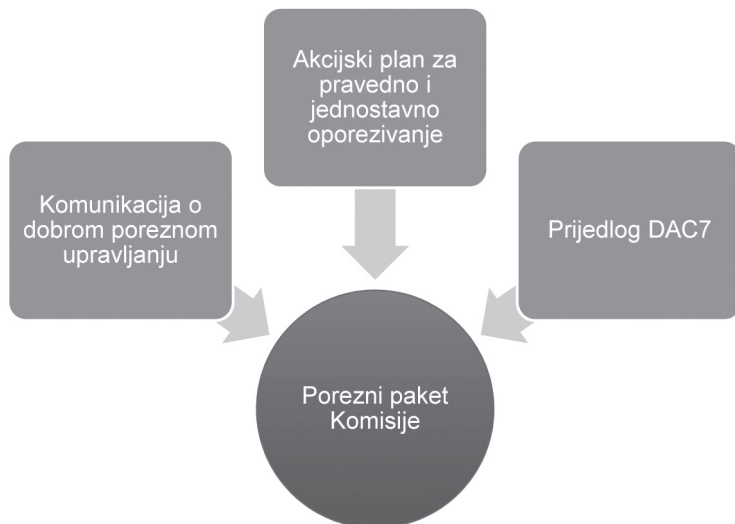 Akcijski plan za
pravedno i
jednostavno
oporezivanje
Komunikacija o
dobrom poreznom
upravljanju
Prijedlog DAC7
Porezni paket
Komisije